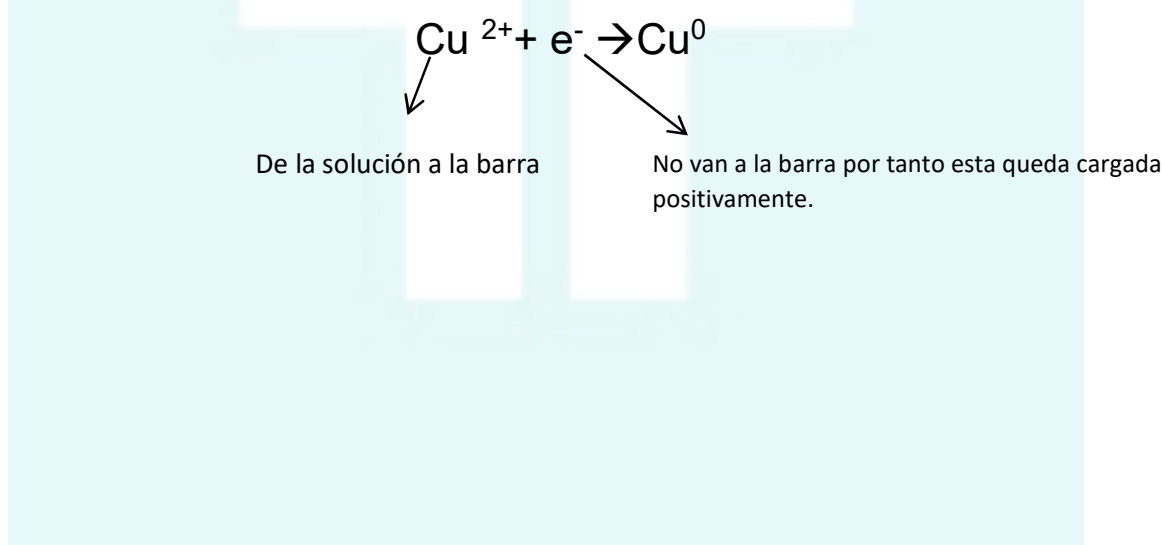 Cu ²⁺+ e⁻ →Cu⁰
De la solución a la barra
No van a la barra por tanto esta queda cargada
positivamente.